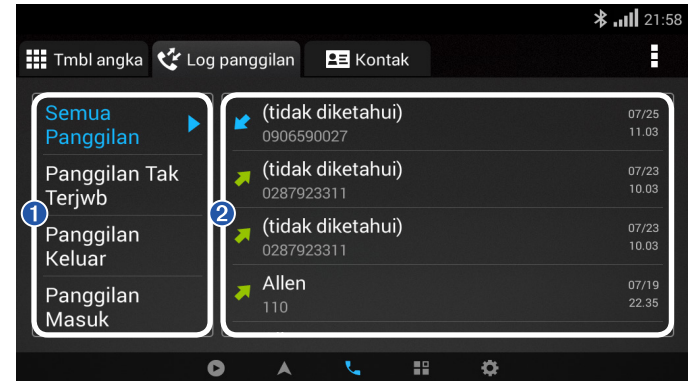 21:58
Tmbl angka Log panggilan Kontak
Semua
Panggilan
Panggilan Tak
Terjwb
Panggilan
Keluar
Panggilan
Masuk
1
2
(tidak diketahui) 07/25
0906590027 11.03
(tidak diketahui) 07/23
0287923311 10.03
(tidak diketahui) 07/23
0287923311 10.03
Allen 07/19
110 22.35